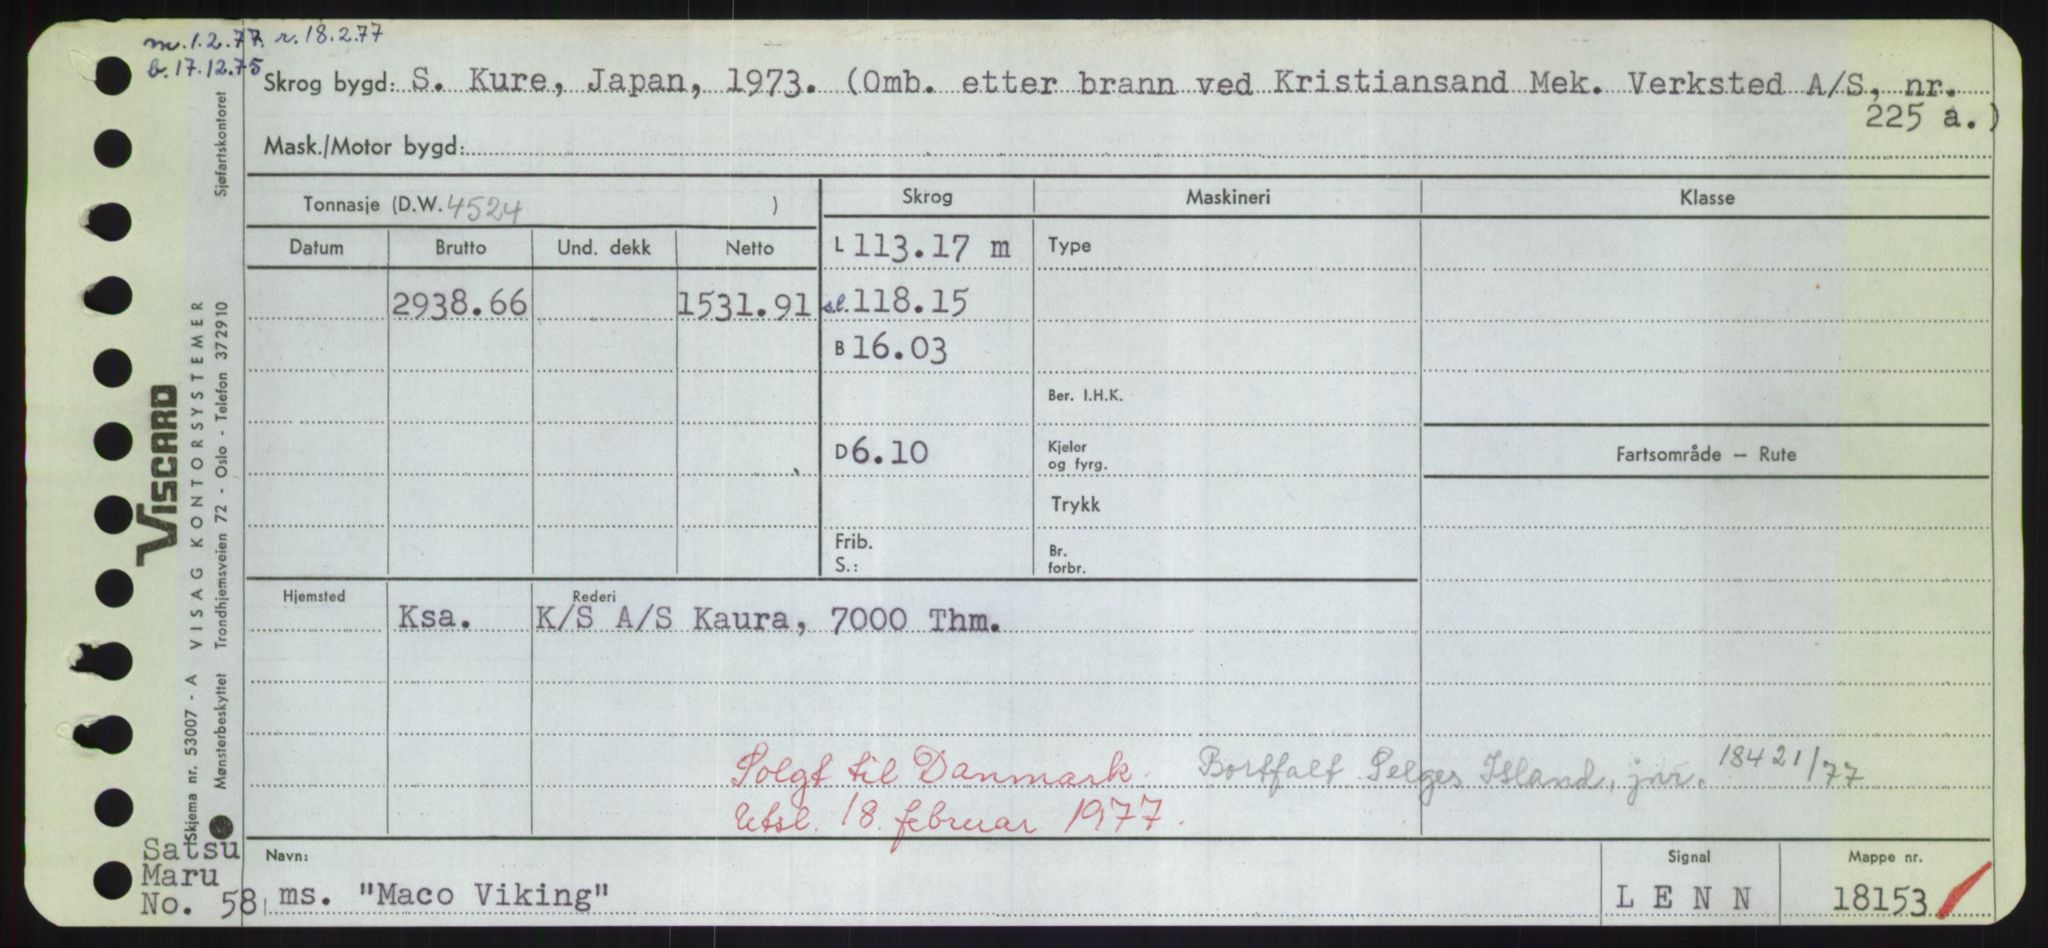 m. 1.2.77. r. 18.2.77
b. 17.12.75
Skrog bygd: S. Kure, Japan, 1973. (Omb. etter brann ved Kristiansand Mek. Verksted A/S, nr.
225 a.)
Mask./Motor bygd:
Tonnasje (D.W. 4524 )
Skrog Maskineri Klasse
Datum Brutto Und. dekk Netto
L 113.17 m Type
2938.66 1531.91 sl. 118.15
B 16.03
Ber. I.H.K.
D 6.10 Kjeler
og fyrg.
Fartsområde — Rute
Trykk
Frib.
S.:
Br.
forbr.
Hjemsted Rederi
Ksa. K/S A/S Kaura, 7000 Thm.
Solgt til Danmark. Bortfalt Selges Island, jnr. 18421/77
Utsl. 18. februar 1977.
Satsu
Maru
No. 58
Navn: Signal Mappe nr.
ms. "Maco Viking" L E N N 18153
VISCARD
Skjema nr. 53007 - A VISAG KONTORSYSTEMER
Mønsterbeskyttet Trondhjemsveien 72 - Oslo - Telefon 372910 Sjøfartskontoret